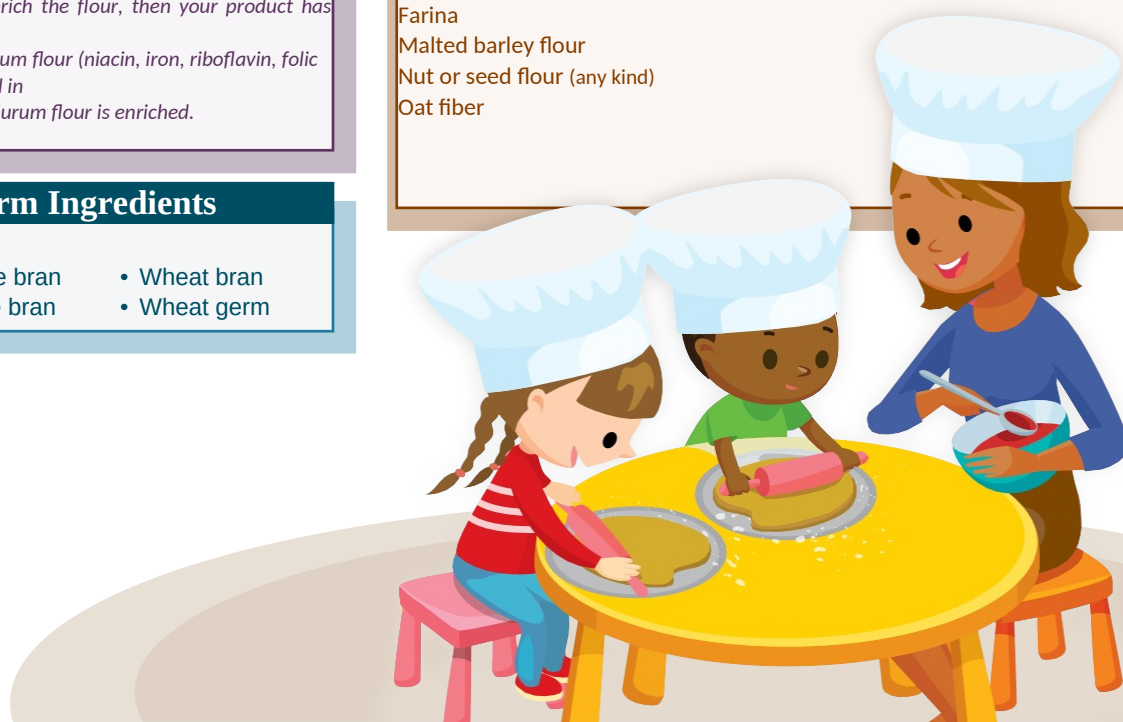 rich the flour, then your product has
um flour (niacin, iron, riboflavin, folic
in
urum flour is enriched.
rm Ingredients
bran
• Wheat bran
bran
• Wheat germ
Farina
Malted barley flour
Nut or seed flour (any kind)
Oat fiber